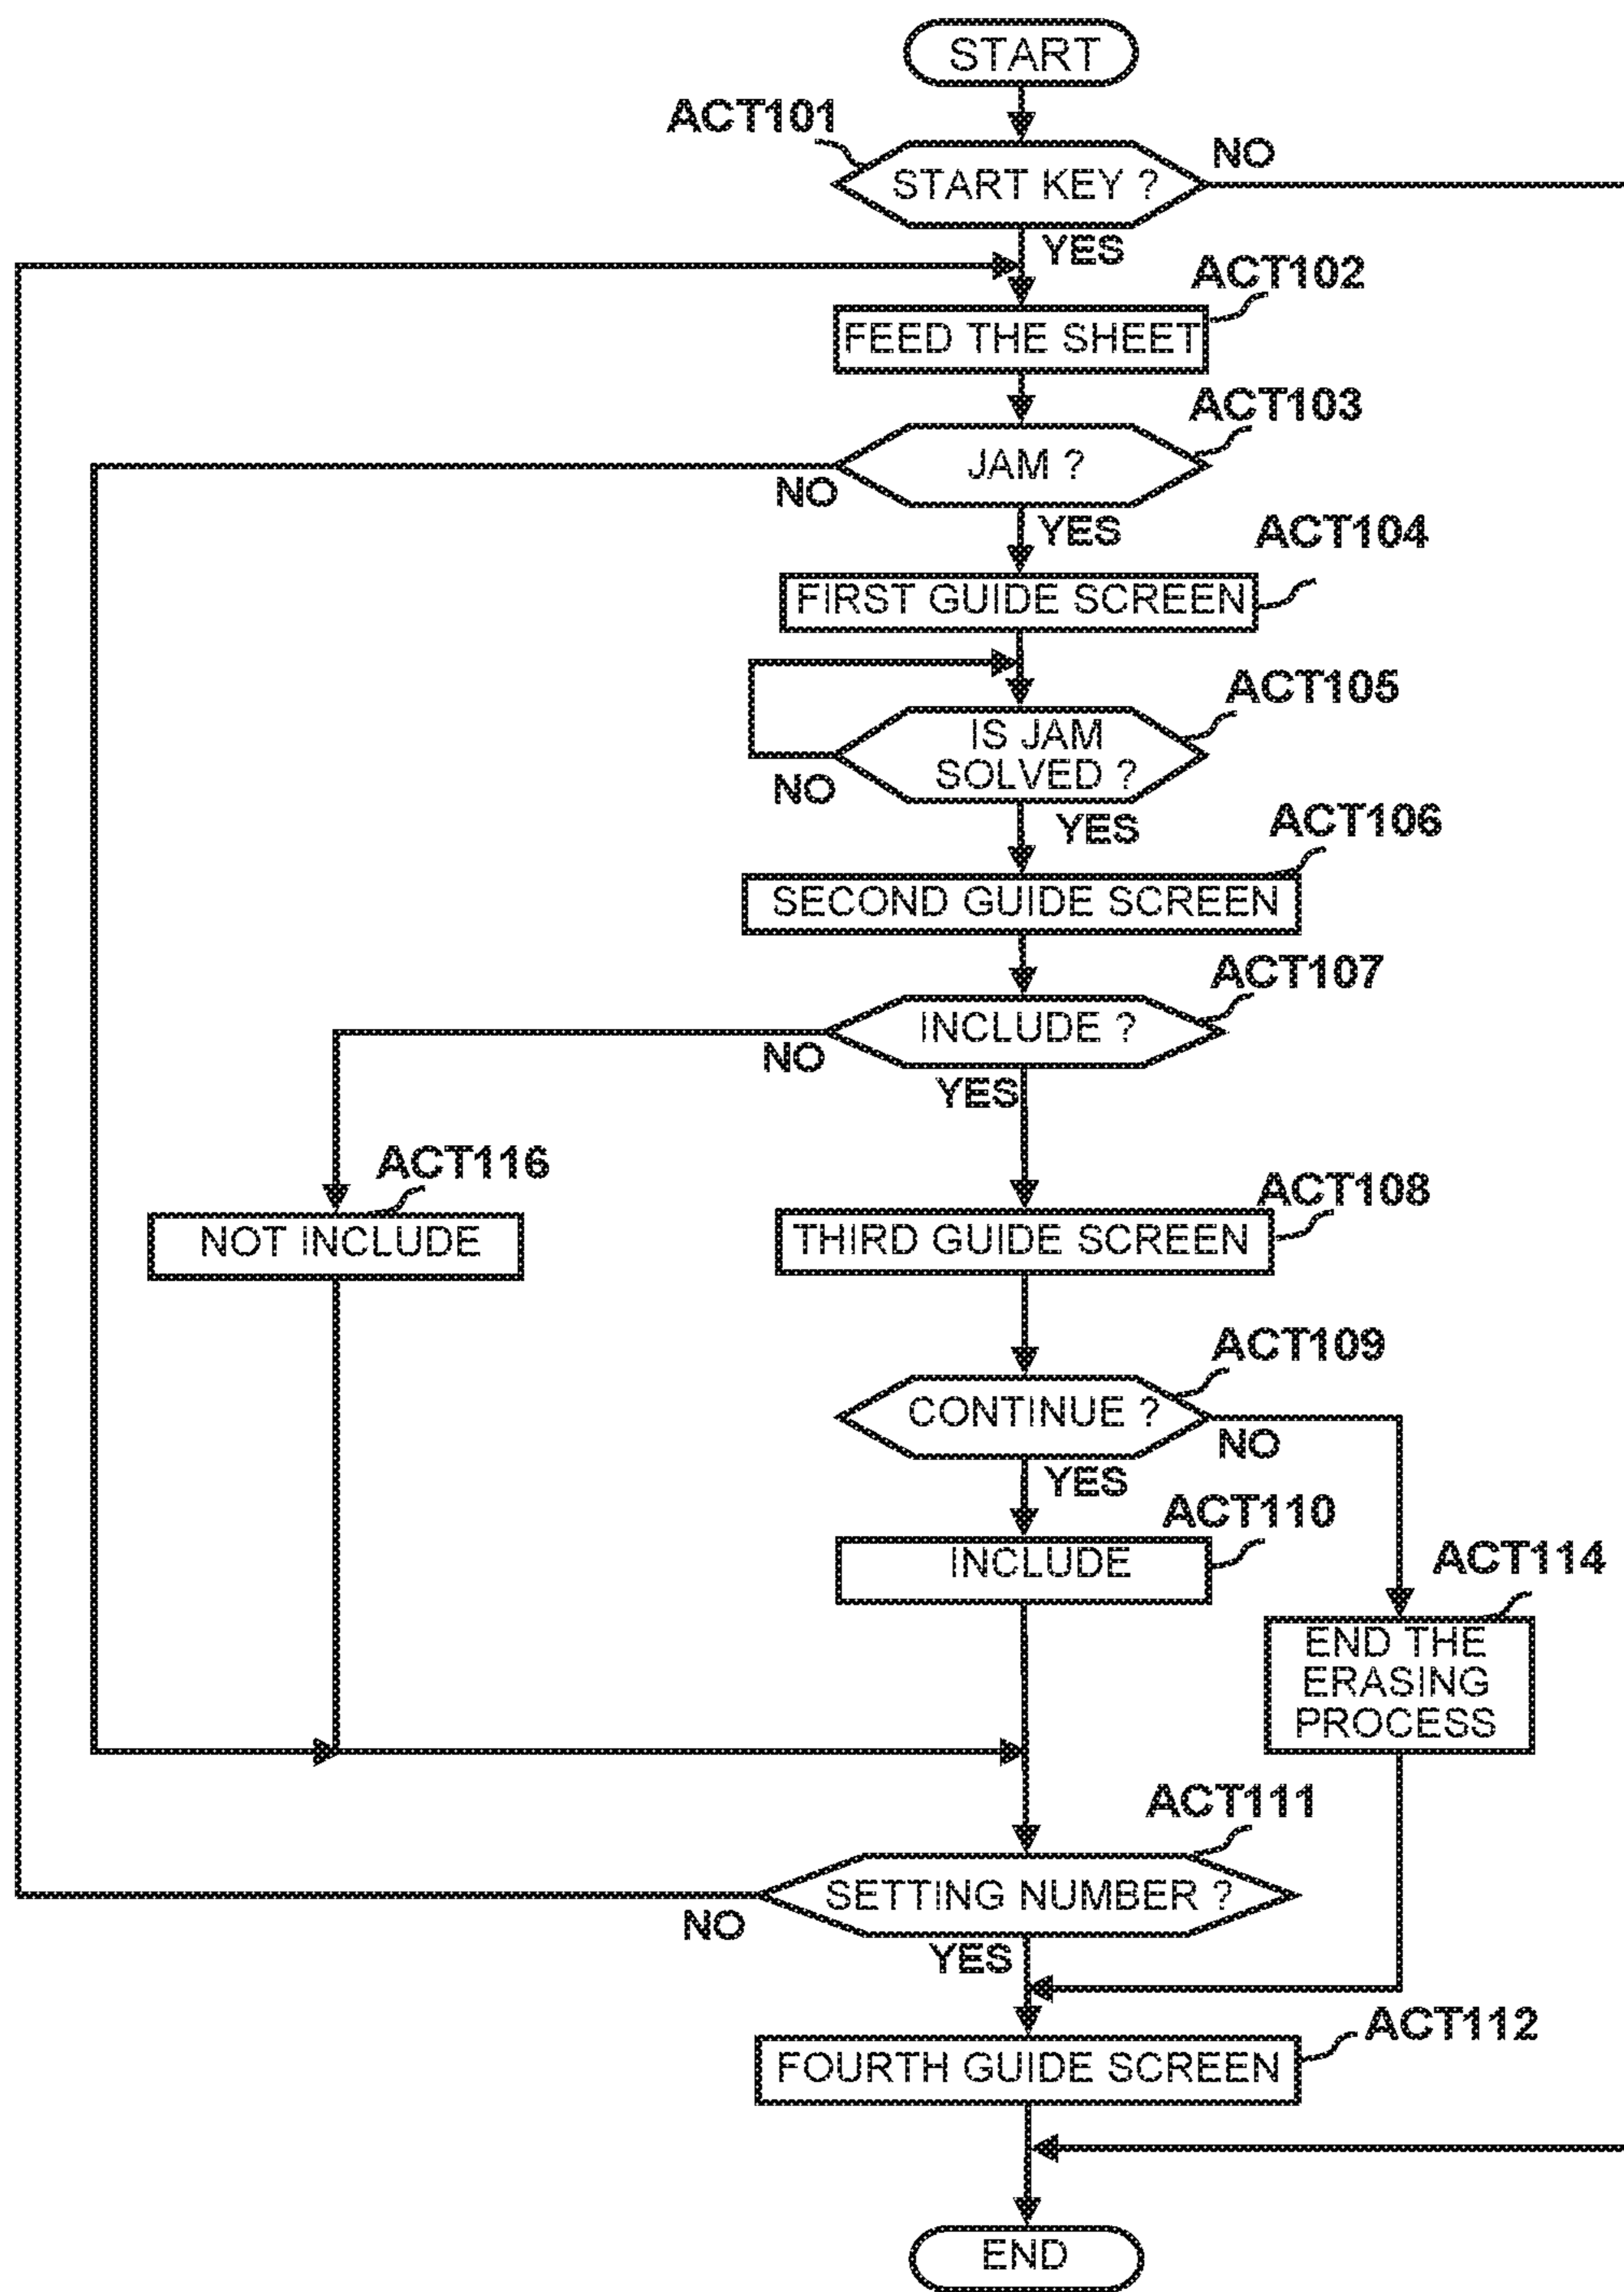 START
ACT101
START KEY ?
NO
YES
ACT102
FEED THE SHEET
ACT103
JAM ?
NO
YES
ACT104
FIRST GUIDE SCREEN
ACT105
IS JAM
SOLVED ?
NO
YES
ACT106
SECOND GUIDE SCREEN
ACT107
INCLUDE ?
NO
YES
ACT116
NOT INCLUDE
ACT108
THIRD GUIDE SCREEN
ACT109
CONTINUE ?
NO
YES
ACT110
INCLUDE
ACT114
END THE
ERASING
PROCESS
ACT111
SETTING NUMBER ?
NO
YES
ACT112
FOURTH GUIDE SCREEN
END